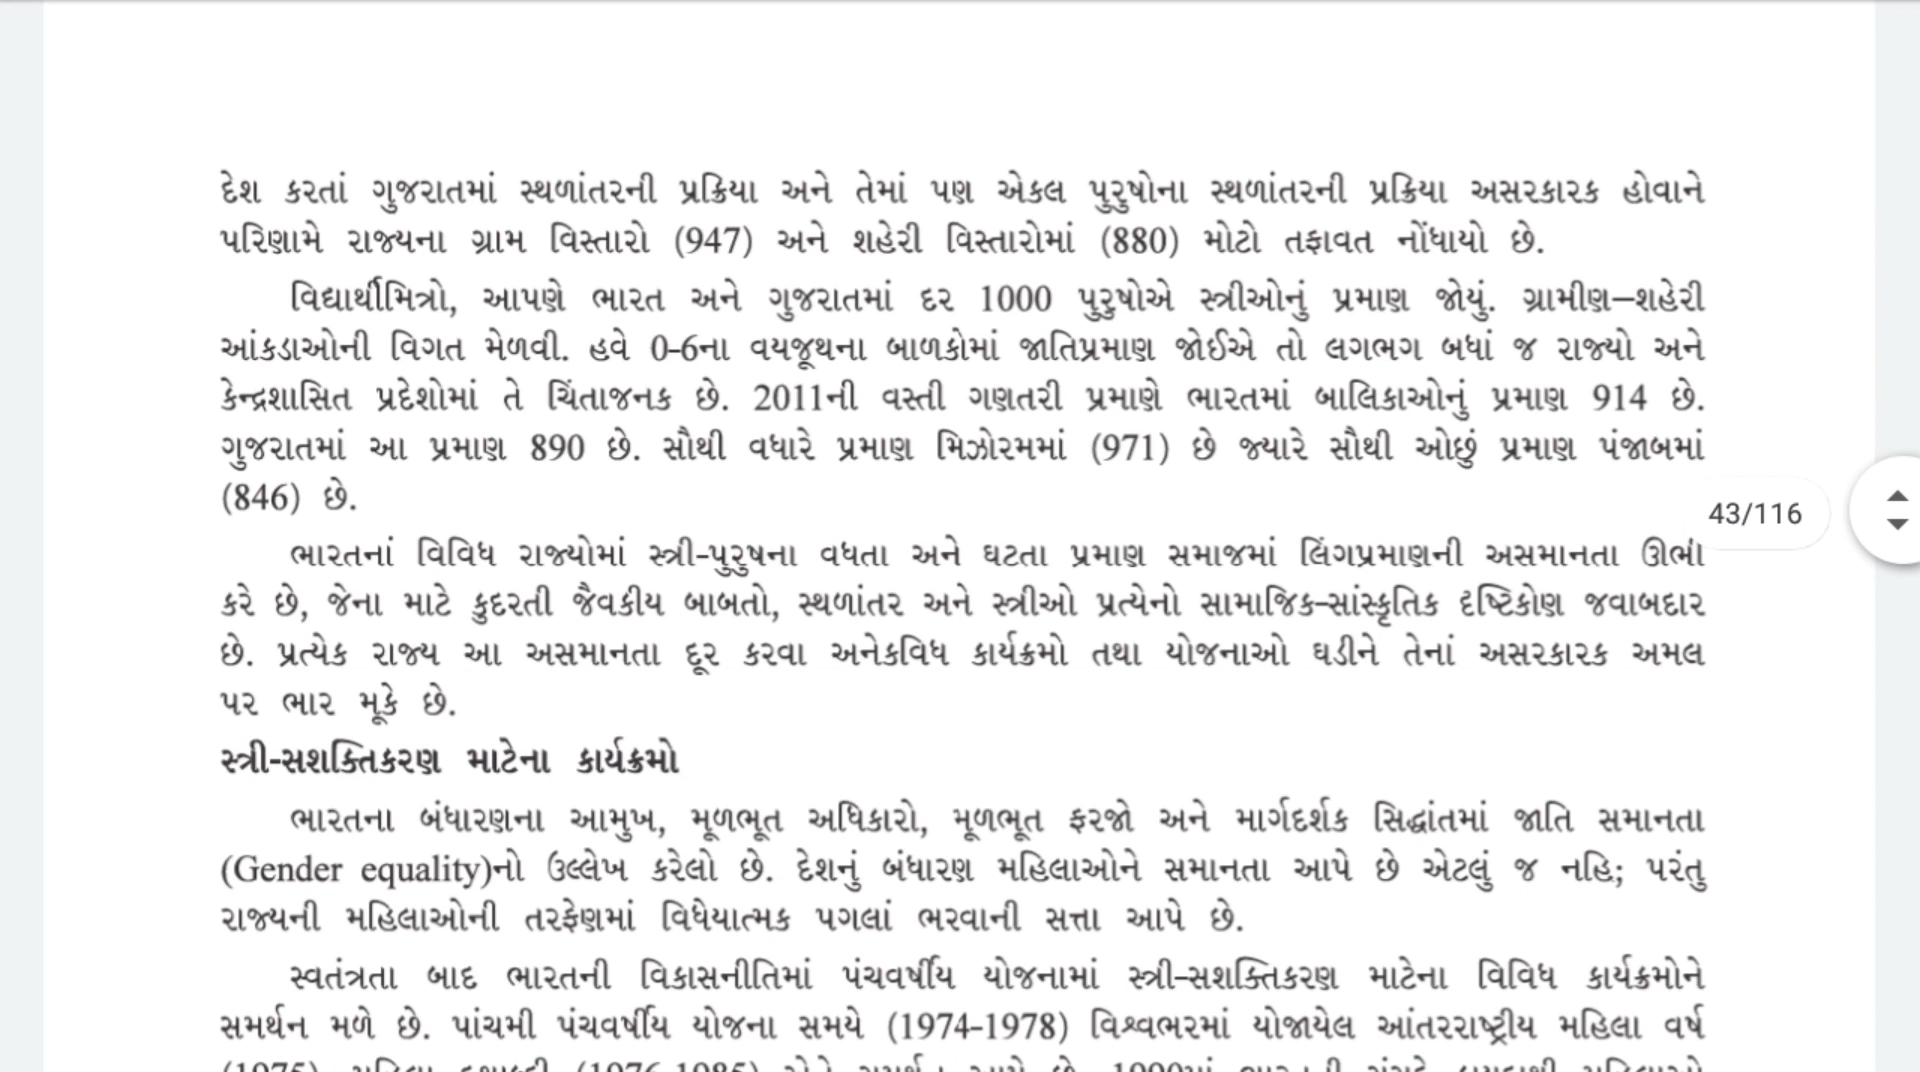 દેશ કરતાં ગુજરાતમાં સ્થળાંતરની પ્રક્રિયા અને તેમાં પણ એકલ પુરુષોના સ્થળાંતરની પ્રક્રિયા અસરકારક હોવાને
પરિણામે રાજ્યના ગ્રામ વિસ્તારો (947) અને શહેરી વિસ્તારોમાં (880) મોટો તફાવત નોંધાયો છે.
વિદ્યાર્થીમિત્રો, આપણે ભારત અને ગુજરાતમાં દર 1000 પુરુષોએ સ્ત્રીઓનું પ્રમાણ જોયું. ગ્રામીણ–શહેરી
આંકડાઓની વિગત મેળવી. હવે 0-6ના વયજૂથના બાળકોમાં જાતિપ્રમાણ જોઈએ તો લગભગ બધાં જ રાજ્યો અને
કેન્દ્રશાસિત પ્રદેશોમાં તે ચિંતાજનક છે. 2011ની વસ્તી ગણતરી પ્રમાણે ભારતમાં બાલિકાઓનું પ્રમાણ 914 છે.
ગુજરાતમાં આ પ્રમાણ 890 છે. સૌથી વધારે પ્રમાણ મિઝોરમમાં (971) છે જ્યારે સૌથી ઓછું પ્રમાણ પંજાબમાં
(846) છે.
43/116
ભારતનાં વિવિધ રાજ્યોમાં સ્ત્રી-પુરુષના વધતા અને ઘટતા પ્રમાણ સમાજમાં લિંગપ્રમાણની અસમાનતા ઊભી
કરે છે, જેના માટે કુદરતી જૈવકીય બાબતો, સ્થળાંતર અને સ્ત્રીઓ પ્રત્યેનો સામાજિક-સાંસ્કૃતિક દૃષ્ટિકોણ જવાબદાર
છે. પ્રત્યેક રાજ્ય આ અસમાનતા દૂર કરવા અનેકવિધ કાર્યક્રમો તથા યોજનાઓ ઘડીને તેનાં અસરકારક અમલ
પર ભાર મૂકે છે.
સ્ત્રી-સશક્તિકરણ માટેના કાર્યક્રમો
ભારતના બંધારણના આમુખ, મૂળભૂત અધિકારો, મૂળભૂત ફરજો અને માર્ગદર્શક સિદ્ધાંતમાં જાતિ સમાનતા
(Gender equality)નો ઉલ્લેખ કરેલો છે. દેશનું બંધારણ મહિલાઓને સમાનતા આપે છે એટલું જ નહિ; પરંતુ
રાજ્યની મહિલાઓની તરફેણમાં વિધેયાત્મક પગલાં ભરવાની સત્તા આપે છે.
સ્વતંત્રતા બાદ ભારતની વિકાસનીતિમાં પંચવર્ષીય યોજનામાં સ્ત્રી-સશક્તિકરણ માટેના વિવિધ કાર્યક્રમોને
સમર્થન મળે છે. પાંચમી પંચવર્ષીય યોજના સમયે (1974-1978) વિશ્વભરમાં યોજાયેલ આંતરરાષ્ટ્રીય મહિલા વર્ષ